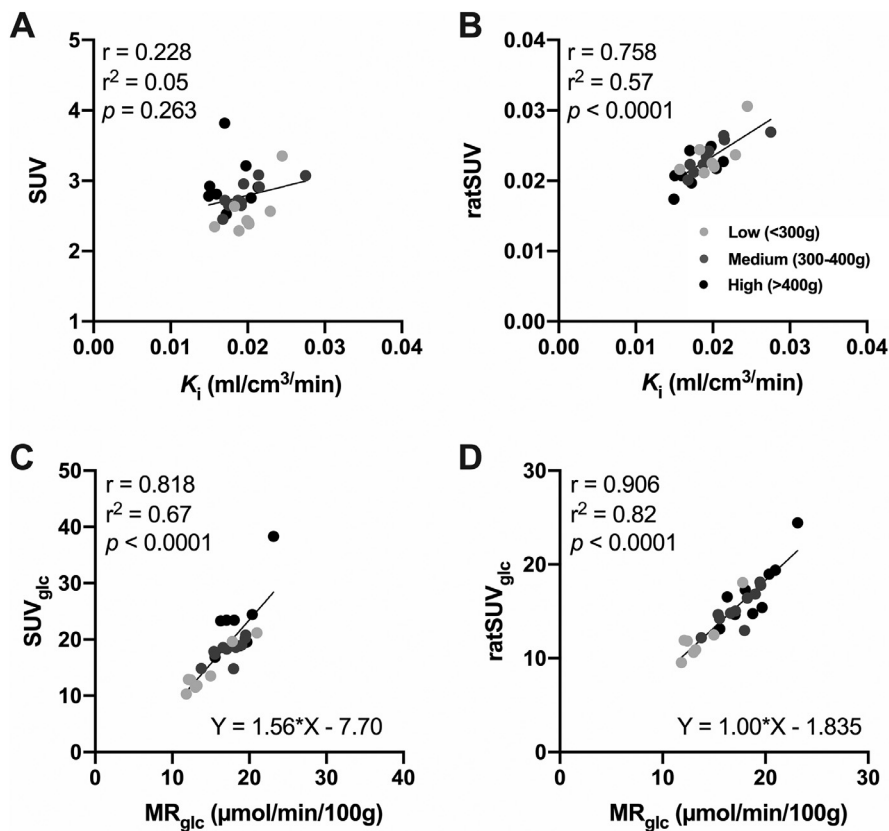 A
5
r = 0.228
r² = 0.05
p = 0.263
4
SUV
3
2
1
0.00 0.01 0.02 0.03 0.04
Ki (ml/cm³/min)
B
0.04
r = 0.758
r² = 0.57
p < 0.0001
0.03
ratSUV
0.02
Low (<300g)
0.01
Medium (300-400g)
High (>400g)
0.00
0.00 0.01 0.02 0.03 0.04
Ki (ml/cm³/min)
C
50
r = 0.818
r² = 0.67
p < 0.0001
40
SUVglc
30
20
10
Y = 1.56*X - 7.70
0
0 10 20 30 40
MRglc (µmol/min/100g)
D
30
r = 0.906
r² = 0.82
p < 0.0001
20
ratSUVglc
10
Y = 1.00*X - 1.835
0
0 10 20 30
MRglc (µmol/min/100g)